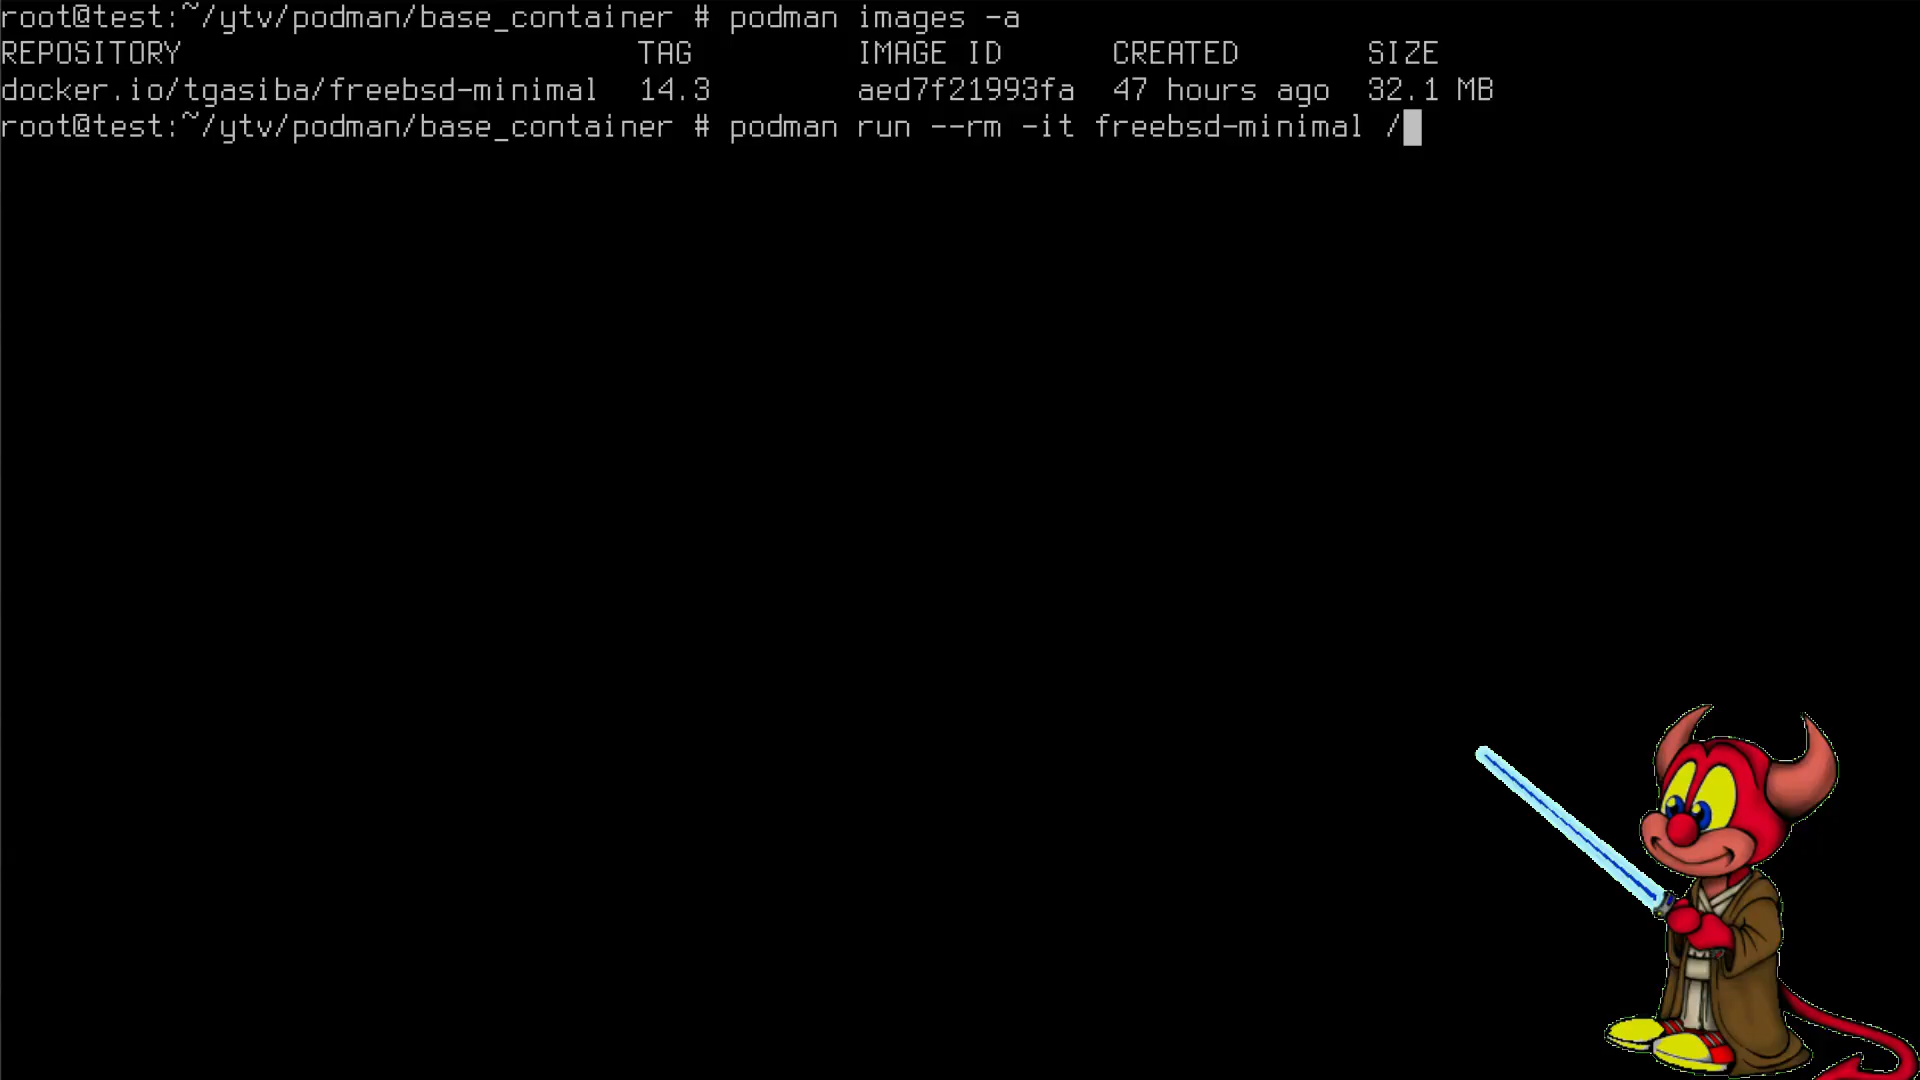 root@test:~/ytv/podman/base_container # podman images -a
REPOSITORY TAG IMAGE ID CREATED SIZE
docker.io/tgasiba/freebsd-minimal 14.3 aed7f21993fa 47 hours ago 32.1 MB
root@test:~/ytv/podman/base_container # podman run --rm -it freebsd-minimal /